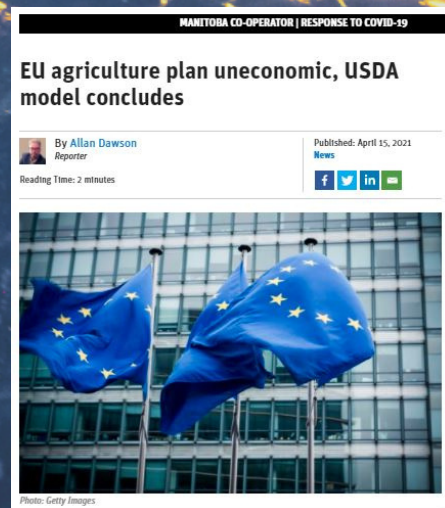 MANITOBA CO-OPERATOR | RESPONSE TO COVID-19
EU agriculture plan uneconomic, USDA
model concludes
By Allan Dawson
Reporter
Published: April 15, 2021
News
Reading Time: 2 minutes
Photo: Getty Images